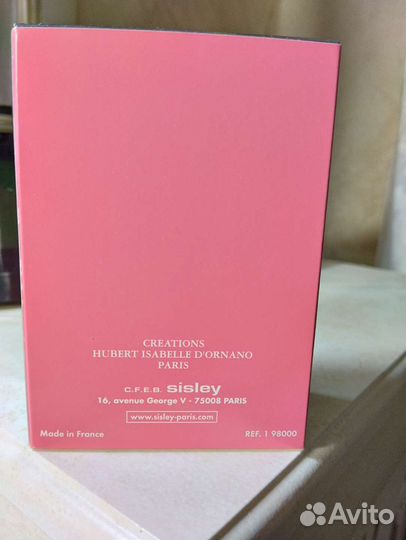 CREATIONS
HUBERT ISABELLE D'ORNANO
PARIS
C.F.E.B. sisley
16, avenue George V - 75008 PARIS
www.sisley-paris.com
Made in France REF. 1 98000
Avito